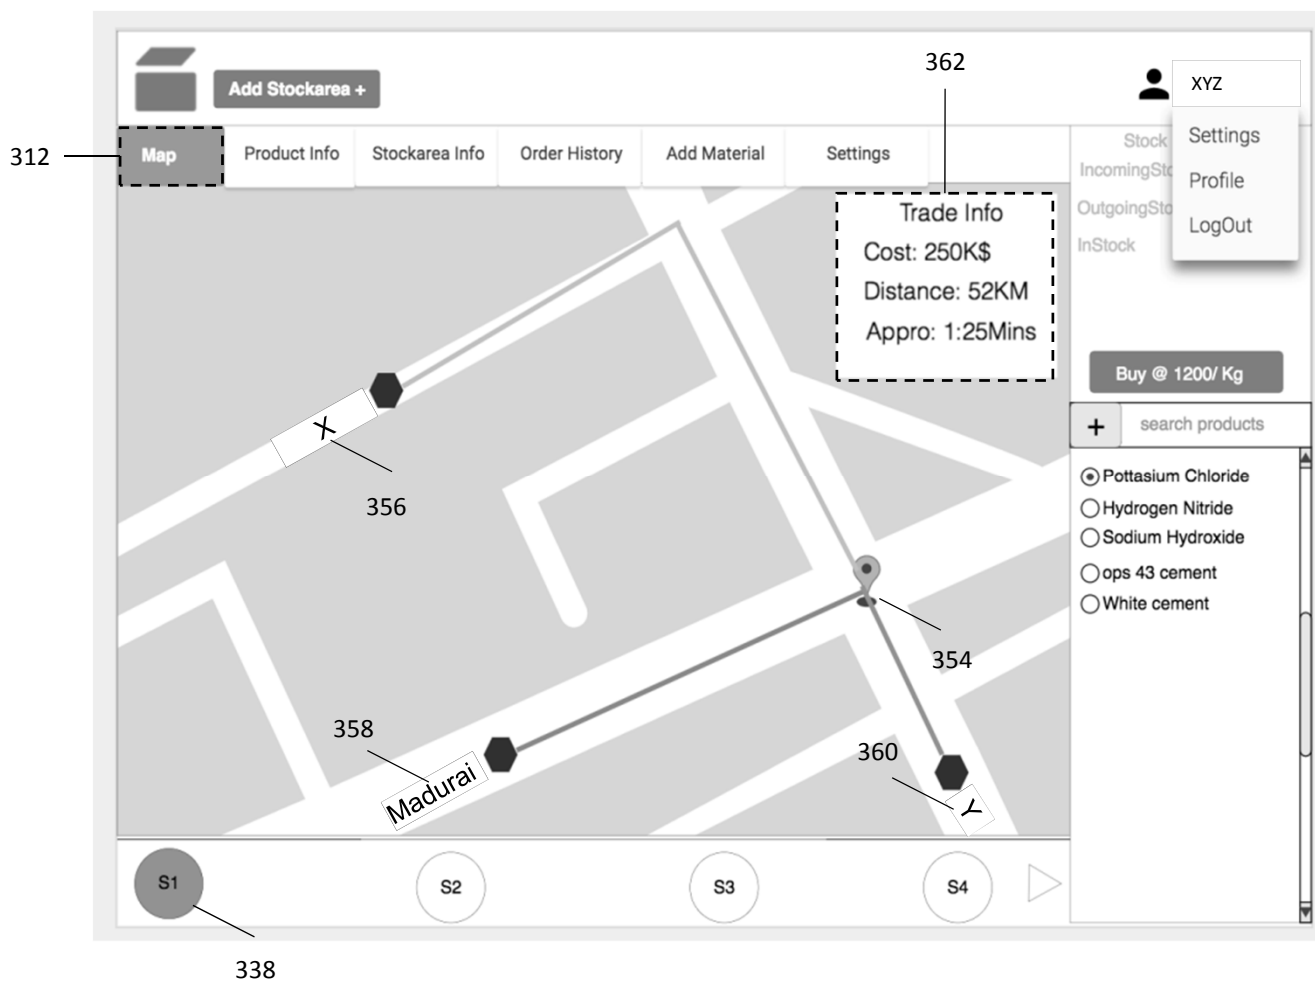 362
XYZ
Add Stockarea +
312
Map
Product Info
Stockarea Info
Order History
Add Material
Settings
Stock
IncomingSto
OutgoingSto
InStock
Settings
Profile
LogOut
Trade Info
Cost: 250K$
Distance: 52KM
Appro: 1:25Mins
Buy @ 1200/ Kg
+
search products
Pottasium Chloride
Hydrogen Nitride
Sodium Hydroxide
ops 43 cement
White cement
X
356
354
358
Madurai
360
Y
S1
S2
S3
S4
338